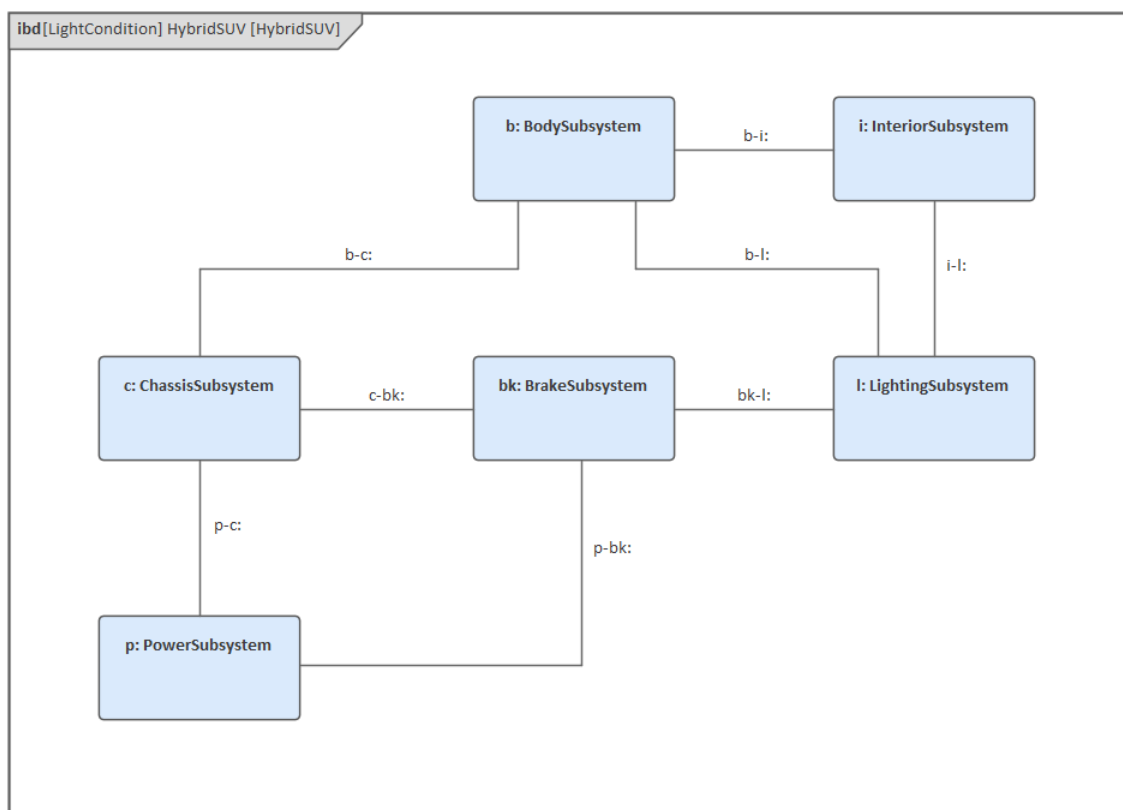 ibd[LightCondition] HybridSUV [HybridSUV]
b: BodySubsystem
b-i:
i: InteriorSubsystem
b-c:
b-l:
i-l:
c: ChassisSubsystem
c-bk:
bk: BrakeSubsystem
bk-l:
l: LightingSubsystem
p-c:
p-bk:
p: PowerSubsystem